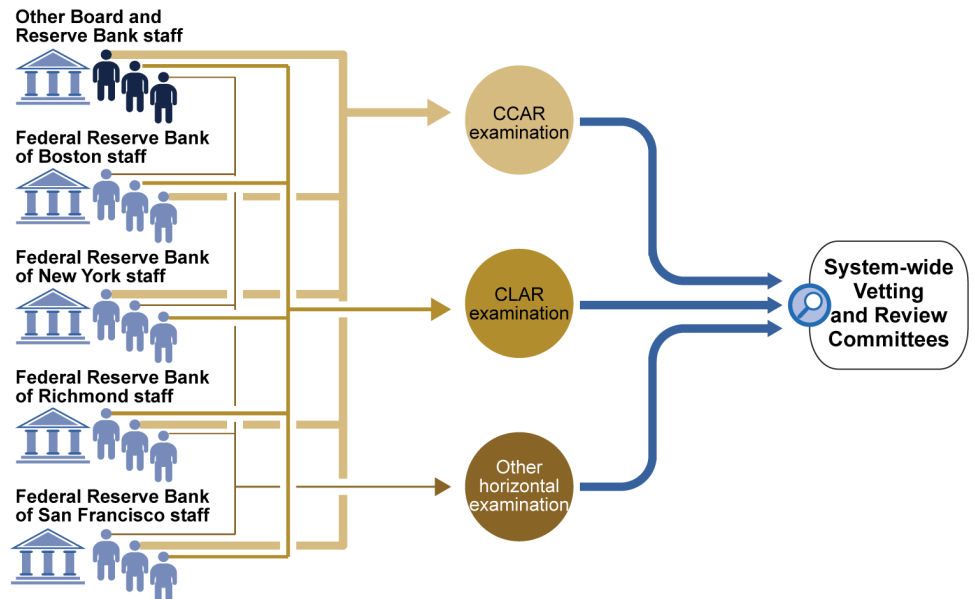 Other Board and
Reserve Bank staff
Federal Reserve Bank
of Boston staff
Federal Reserve Bank
of New York staff
Federal Reserve Bank
of Richmond staff
Federal Reserve Bank
of San Francisco staff
CCAR
examination
CLAR
examination
Other
horizontal
examination
System-wide
Vetting
and Review
Committees